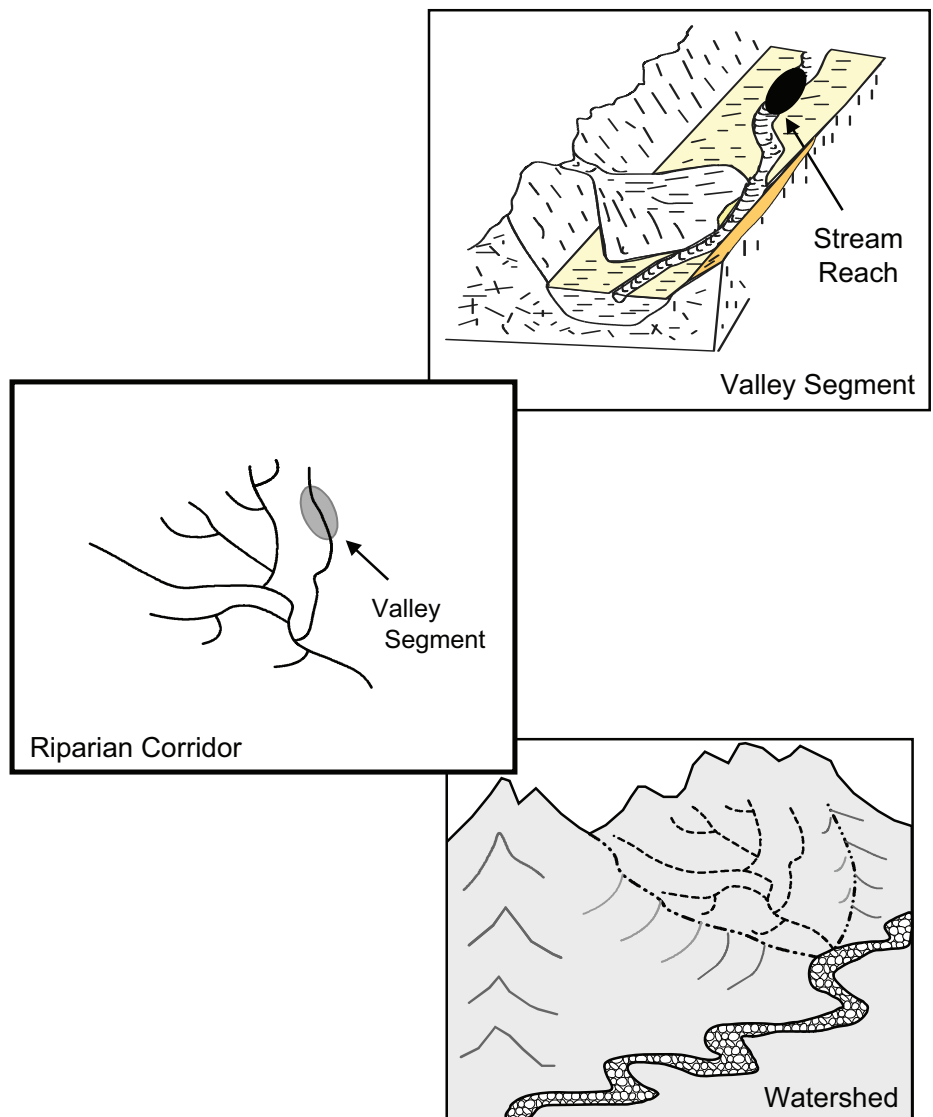 Stream
Reach
Valley Segment
Valley
Segment
Riparian Corridor
Watershed